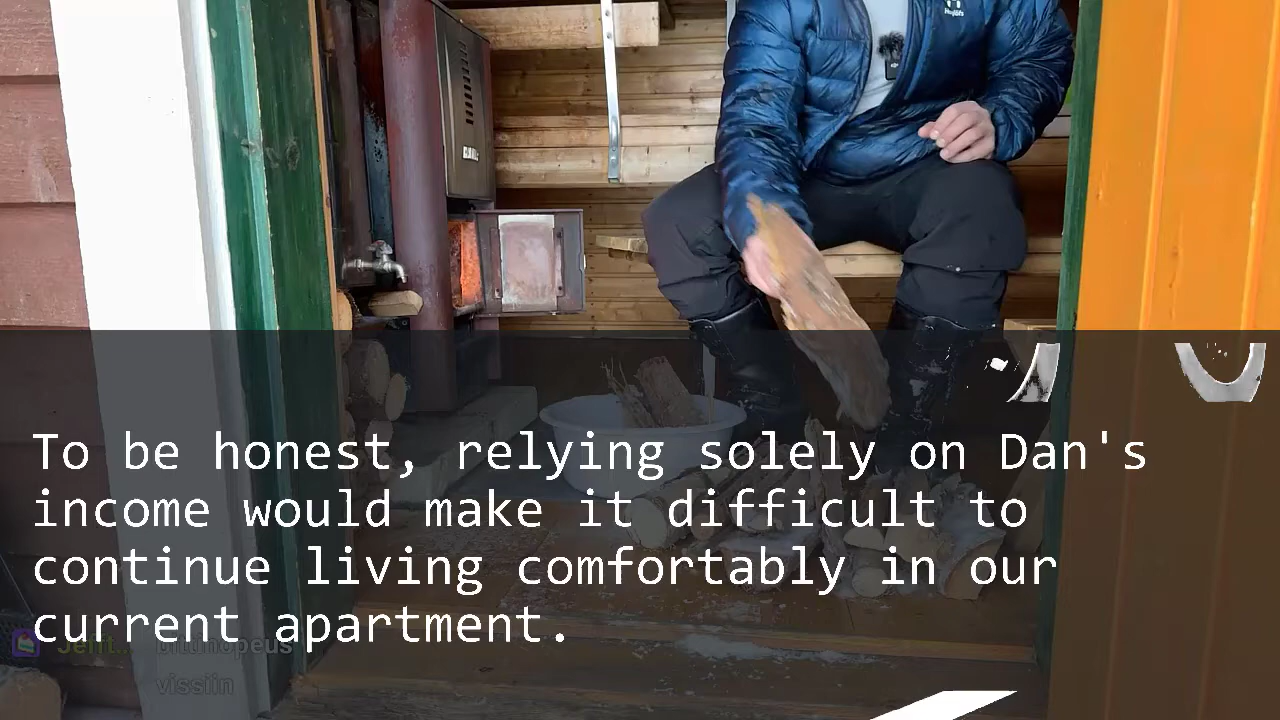 To be honest, relying solely on Dan's
income would make it difficult to
continue living comfortably in our
current apartment.
vissiin